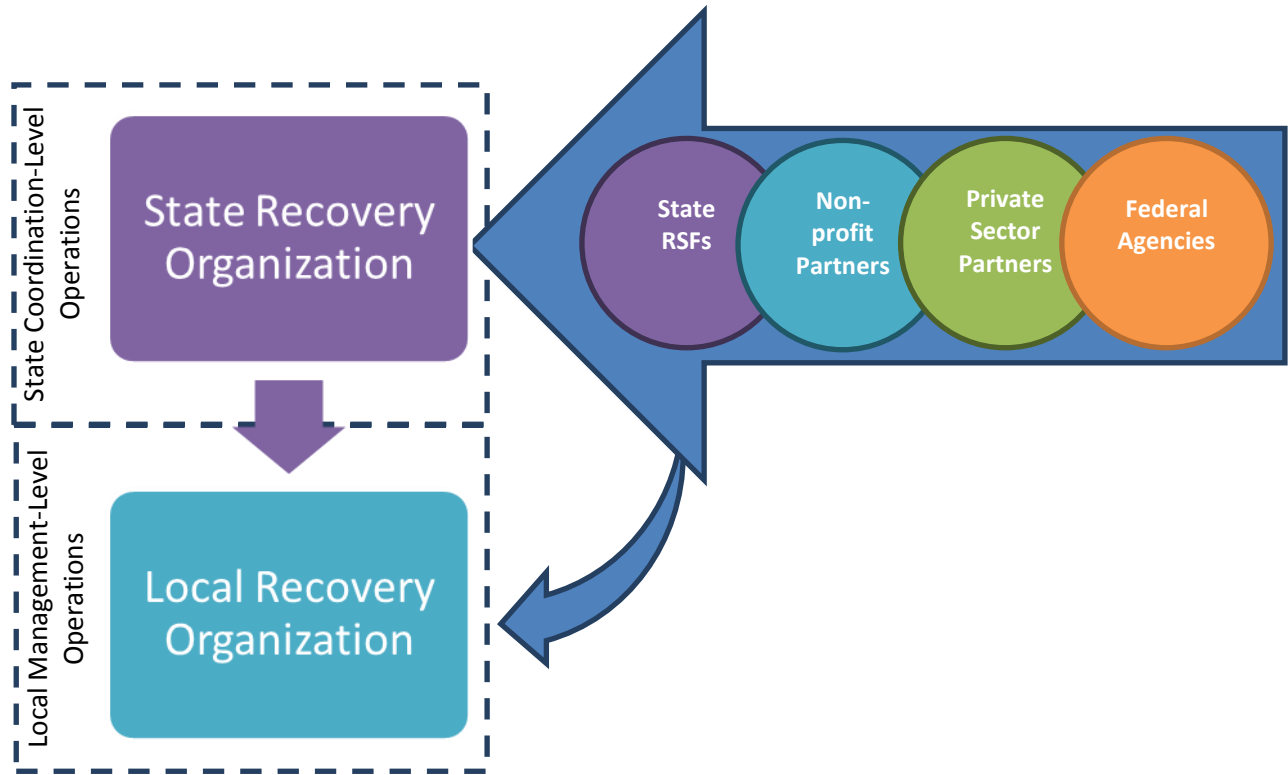 State Coordination-Level
Operations
State Recovery
Organization
State
RSFs
Non-
profit
Partners
Private
Sector
Partners
Federal
Agencies
Local Management-Level
Operations
Local Recovery
Organization